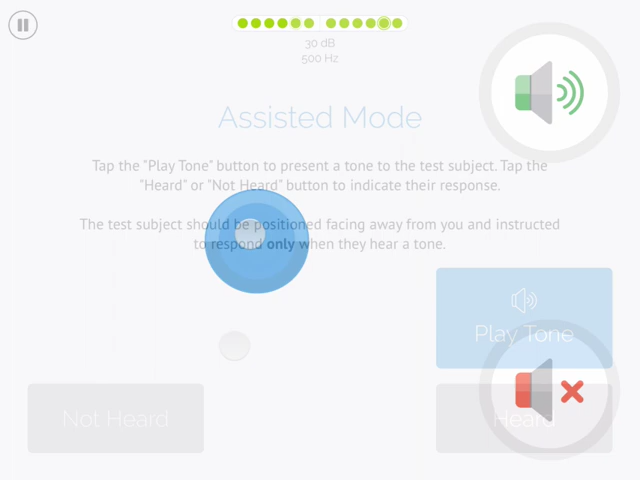 30 dB
500 Hz
Assisted Mode
Tap the "Play Tone" button to present a tone to the test subject. Tap the
"Heard" or "Not Heard" button to indicate their response.
The test subject should be positioned facing away from you and instructed
to respond only when they hear a tone.
Play Tone
Not Heard
Heard